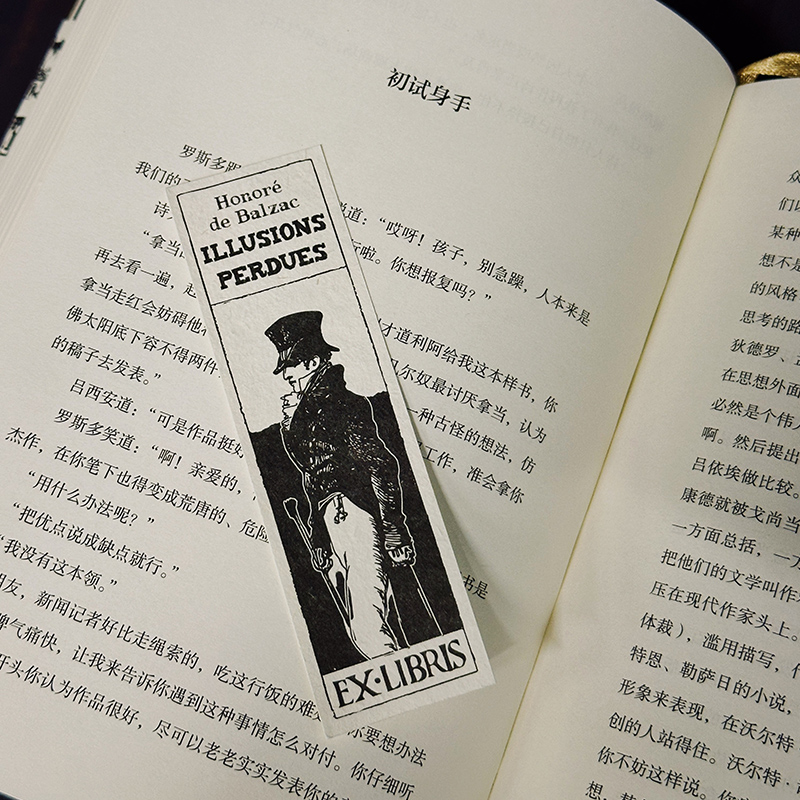 初试身手
罗斯多跟
我们的
诗
说道：“哎呀！孩子，别急躁，人本来是
“拿当
行啦。你想报复吗？”
再去看一遍，
才道利阿给我这本样书，你
拿当走红会妨碍他
贝尔奴最讨厌拿当，认为
佛太阳底下容不得两件
一种古怪的想法，仿
的稿子去发表。”
工作，准会拿你
吕西安道：“可是作品挺好
罗斯多笑道：“啊！亲爱的，
杰作，在你笔下也得变成荒唐的、危险
书是
“用什么办法呢？”
“把优点说成缺点就行。”
“我没有这本领。”
朋友，新闻记者好比走绳索的，吃这行饭的难
脾气痛快，让我来告诉你遇到这种事情怎么对付。你仔细听
你要想办法
开头你认为作品很好，尽可以老老实实发表你的
Honoré
de Balzac
ILLUSIONS
PERDUES
EX·LIBRIS
众
们以
某种
想不是
的风格
思考的路
狄德罗、
在思想外面
必然是个伟人
啊。然后提出
吕依埃做比较。
康德就被戈尚当
一方面总括，一方
把他们的文学叫作
压在现代作家头上。
体裁），滥用描写，
特恩、勒萨日的小说，
形象来表现，在沃尔特·
创的人站得住。沃尔特·
你不妨这样说。你
想，